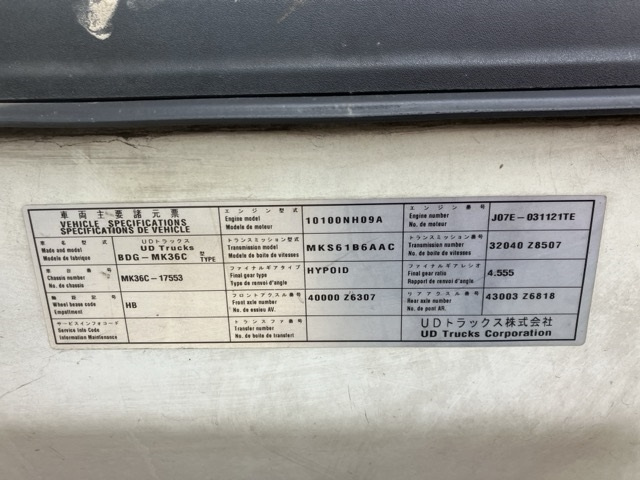 車両主要諸元票
VEHICLE SPECIFICATIONS
SPECIFICATIONS DE VEHICLE
車名
Made and model
Modele de fabrique
UDトラックス
UD Trucks
BDG-MK36C 型 TYPE
車台番号
Chassis number
No. de chassis
MK36C-17553
Wheel base code
Empattement
HB
サービスインフォコード
Service Info Code
Information Maintenance
エンジン型式
Engine model
Modele de moteur
10100NH09A
トランスミッション型式
Transmission model
Modele de boite de vitesses
MKS61B6AAC
ファイナルギアタイプ
Final gear type
Type de renvoi d'angle
HYPOID
フロントアクスル番号
Front axle number
No. de essieu AV.
40000 Z6307
トランスファ番号
Transfer number
No. de boite de transfert
エンジン番号
Engine number
No. de moteur
J07E-031121TE
トランスミッション番号
Transmission number
No. de boite de vitesses
32040 Z8507
ファイナルギアレシオ
Final gear ratio
Rapport de renvoi d'angle
4,555
リアアクスル番号
Rear axle number
No. de pont AR.
43003 Z6818
UDトラックス株式会社
UD Trucks Corporation